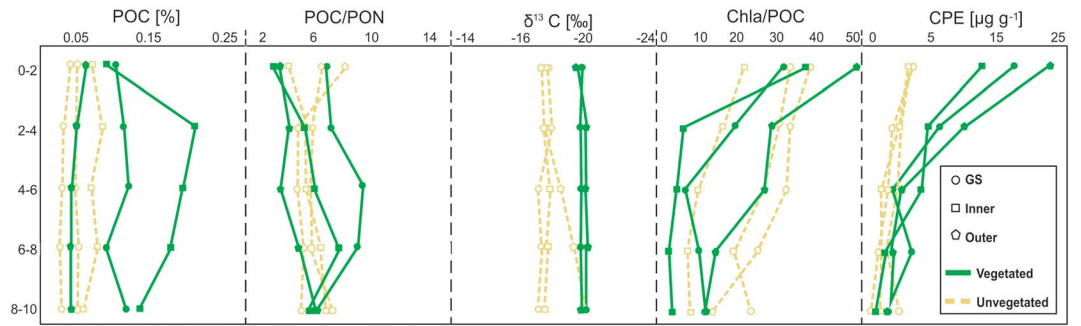 POC [%] POC/PON δ¹³ C [‰] Chla/POC CPE [µg g⁻¹]
0.05 0.15 0.25 2 6 10 14 -14 -16 -20 -24 0 10 20 30 40 50 0 5 15 25
0-2
2-4
4-6
6-8
8-10
GS
Inner
Outer
Vegetated
Unvegetated